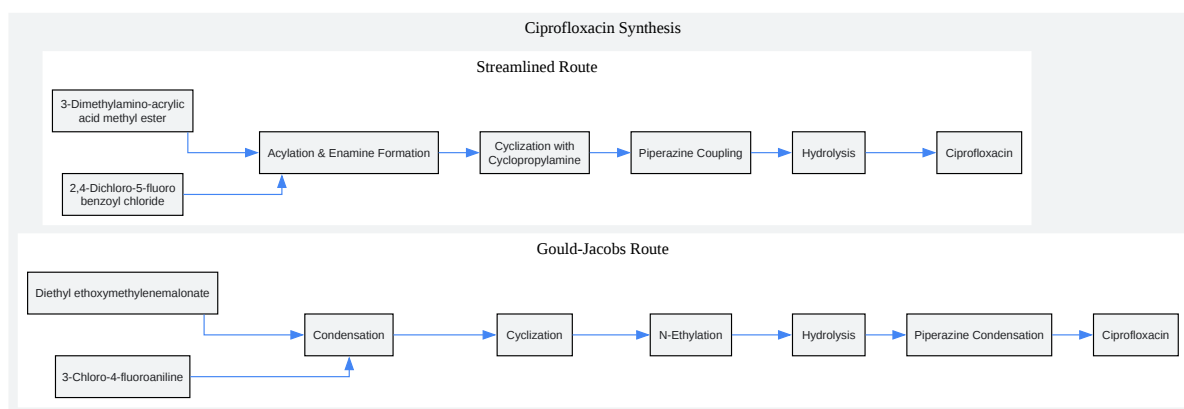 Ciprofloxacin Synthesis
Streamlined Route
3-Dimethylamino-acrylic
acid methyl ester
2,4-Dichloro-5-fluoro
benzoyl chloride
Acylation & Enamine Formation
Cyclization with
Cyclopropylamine
Piperazine Coupling
Hydrolysis
Ciprofloxacin
Gould-Jacobs Route
Diethyl ethoxymethylenemalonate
3-Chloro-4-fluoroaniline
Condensation
Cyclization
N-Ethylation
Hydrolysis
Piperazine Condensation
Ciprofloxacin